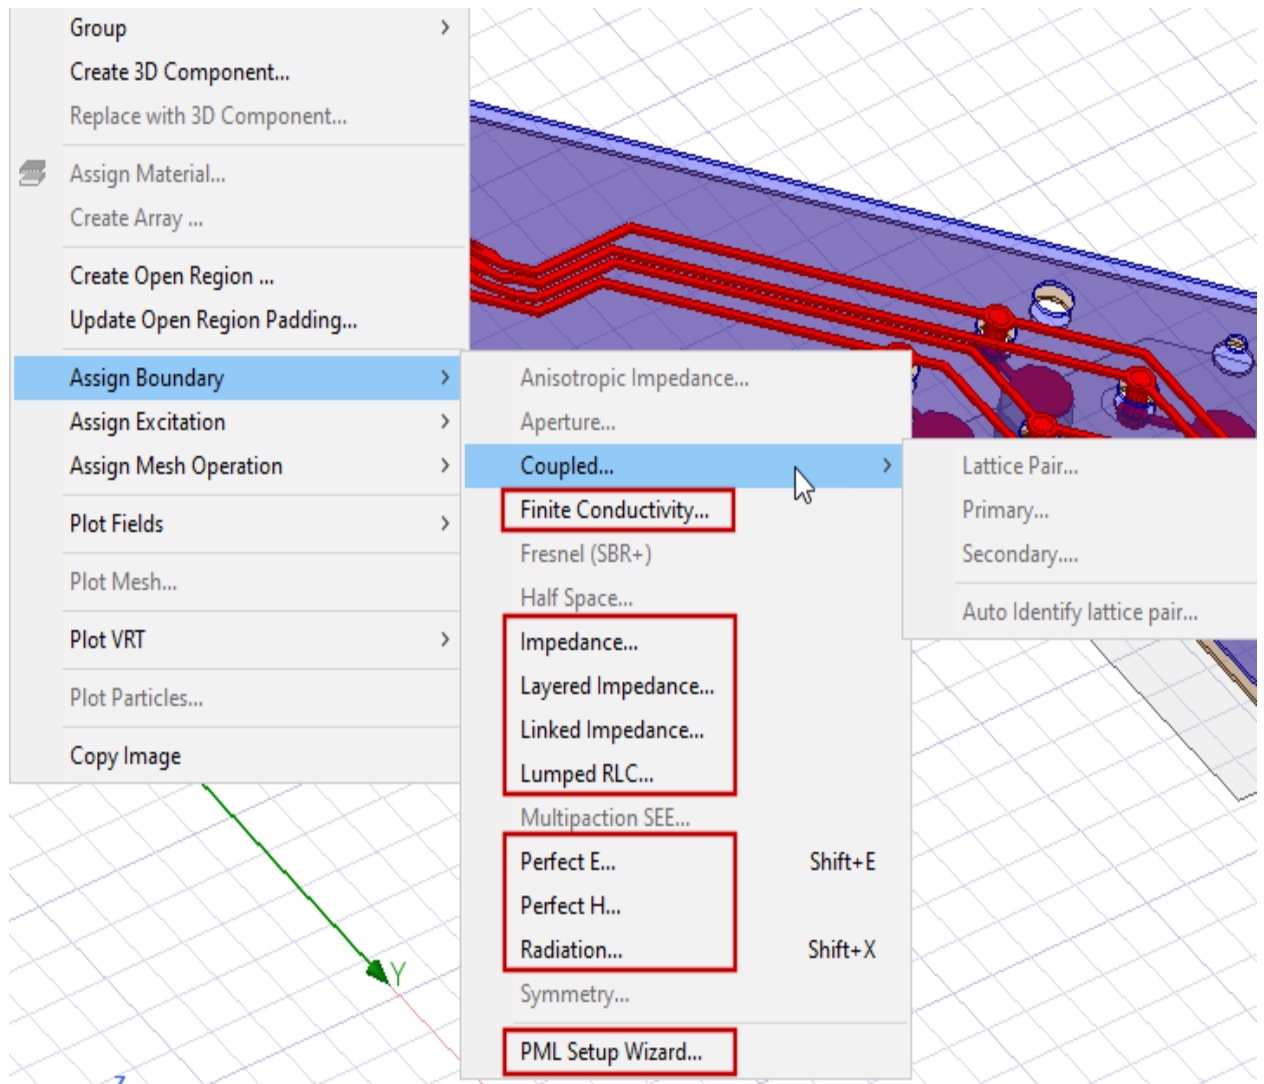 Group
Create 3D Component...
Replace with 3D Component...
Assign Material...
Create Array ...
Create Open Region ...
Update Open Region Padding...
Assign Boundary
Assign Excitation
Assign Mesh Operation
Plot Fields
Plot Mesh...
Plot VRT
Plot Particles...
Copy Image
Anisotropic Impedance...
Aperture...
Coupled...
Finite Conductivity...
Fresnel (SBR+)
Half Space...
Impedance...
Layered Impedance...
Linked Impedance...
Lumped RLC...
Multipaction SEE...
Perfect E... Shift+E
Perfect H...
Radiation... Shift+X
Symmetry...
PML Setup Wizard...
Lattice Pair...
Primary...
Secondary....
Auto Identify lattice pair...
Y
Z